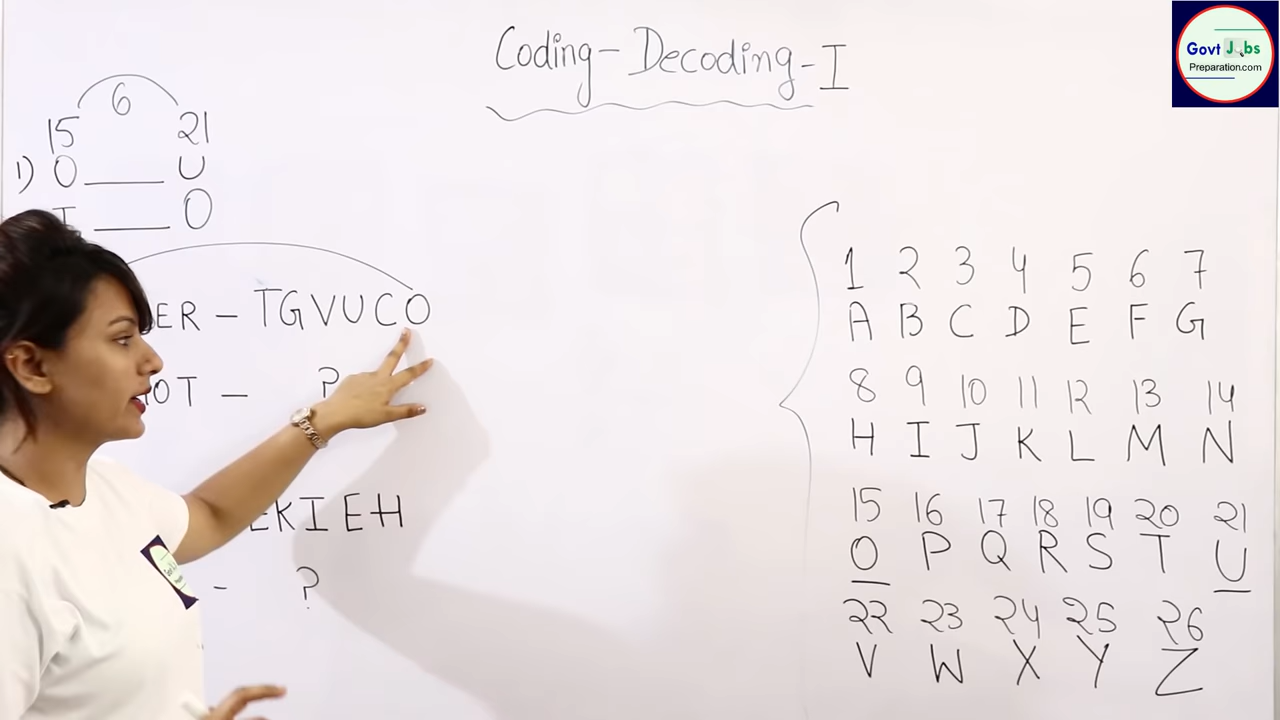 Coding - Decoding - I
Govt Jobs
Preparation.com
6
15 21
1) O ___ U
I ___ O
ER - TGVUCO
OT - ?
EKIEH
- ?
1 2 3 4 5 6 7
A B C D E F G
8 9 10 11 12 13 14
H I J K L M N
15 16 17 18 19 20 21
O P Q R S T U
22 23 24 25 26
V W X Y Z